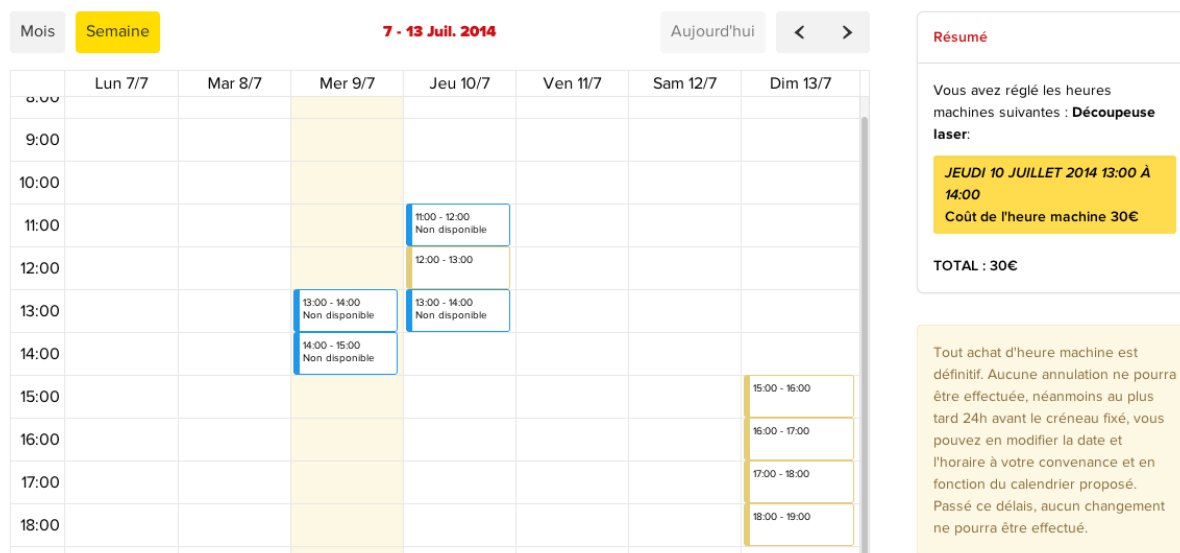 Mois
Semaine
7 - 13 Juil. 2014
Aujourd'hui
Lun 7/7
Mar 8/7
Mer 9/7
Jeu 10/7
Ven 11/7
Sam 12/7
Dim 13/7
8:00
9:00
10:00
11:00
11:00 - 12:00
Non disponible
12:00
12:00 - 13:00
13:00
13:00 - 14:00
Non disponible
13:00 - 14:00
Non disponible
14:00
14:00 - 15:00
Non disponible
15:00
15:00 - 16:00
16:00
16:00 - 17:00
17:00
17:00 - 18:00
18:00
18:00 - 19:00
Résumé
Vous avez réglé les heures
machines suivantes : Découpeuse
laser:
JEUDI 10 JUILLET 2014 13:00 À
14:00
Coût de l'heure machine 30€
TOTAL : 30€
Tout achat d'heure machine est
définitif. Aucune annulation ne pourra
être effectuée, néanmoins au plus
tard 24h avant le créneau fixé, vous
pouvez en modifier la date et
l'horaire à votre convenance et en
fonction du calendrier proposé.
Passé ce délais, aucun changement
ne pourra être effectué.